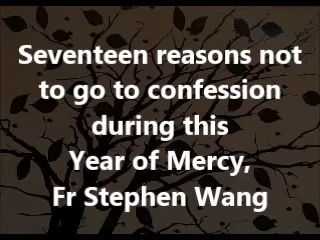 Seventeen reasons not
to go to confession
during this
Year of Mercy,
Fr Stephen Wang